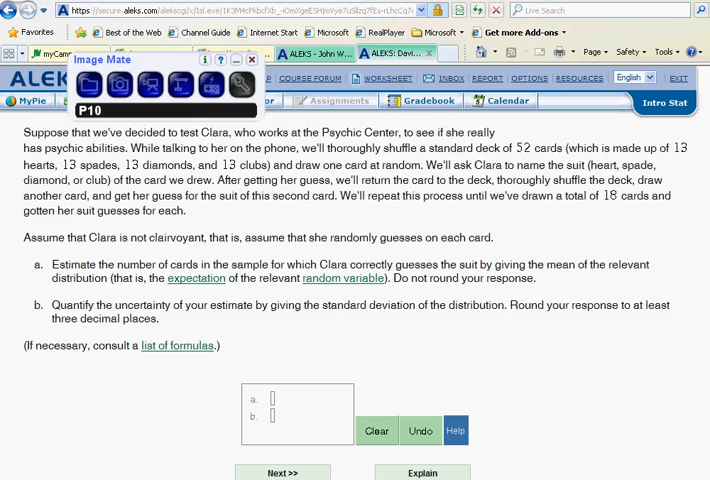 https://secure.aleks.com/alekscgi/x/Isl.exe/
Live Search
Favorites Best of the Web Channel Guide Internet Start Microsoft RealPlayer Microsoft Get more Add-ons
myCam ALEKS - John W... ALEKS: Davi... Page Safety Tools
Image Mate
P10
ALEK COURSE FORUM WORKSHEET INBOX REPORT OPTIONS RESOURCES English EXIT
MyPie or Assignments Gradebook Calendar Intro Stat
Suppose that we've decided to test Clara, who works at the Psychic Center, to see if she really
has psychic abilities. While talking to her on the phone, we'll thoroughly shuffle a standard deck of 52 cards (which is made up of 13
hearts, 13 spades, 13 diamonds, and 13 clubs) and draw one card at random. We'll ask Clara to name the suit (heart, spade,
diamond, or club) of the card we drew. After getting her guess, we'll return the card to the deck, thoroughly shuffle the deck, draw
another card, and get her guess for the suit of this second card. We'll repeat this process until we've drawn a total of 18 cards and
gotten her suit guesses for each.
Assume that Clara is not clairvoyant, that is, assume that she randomly guesses on each card.
a. Estimate the number of cards in the sample for which Clara correctly guesses the suit by giving the mean of the relevant
distribution (that is, the expectation of the relevant random variable). Do not round your response.
b. Quantify the uncertainty of your estimate by giving the standard deviation of the distribution. Round your response to at least
three decimal places.
(If necessary, consult a list of formulas.)
a.
b.
Clear Undo Help
Next >> Explain